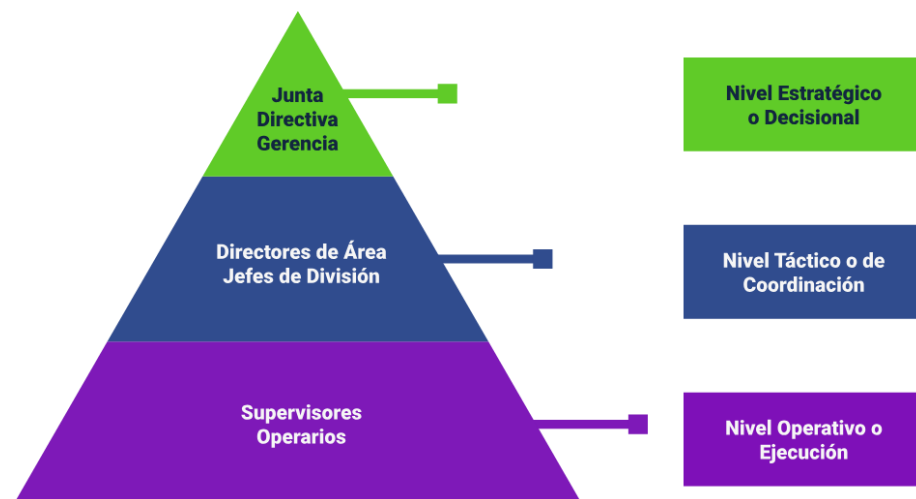 Junta
Directiva
Gerencia
Nivel Estratégico
o Decisional
Directores de Área
Jefes de División
Nivel Táctico o de
Coordinación
Supervisores
Operarios
Nivel Operativo o
Ejecución